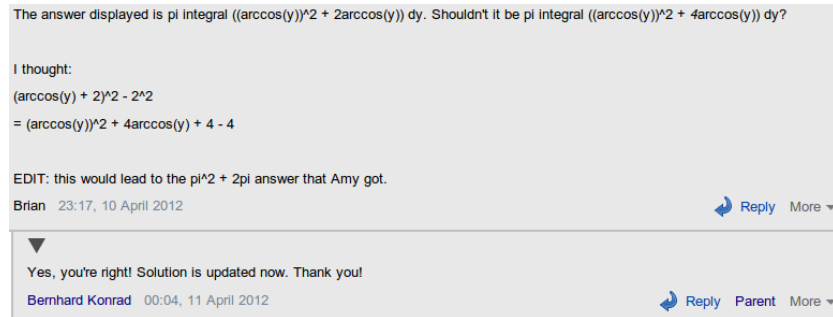 The answer displayed is pi integral ((arccos(y))^2 + 2arccos(y)) dy. Shouldn't it be pi integral ((arccos(y))^2 + 4arccos(y)) dy?
I thought:
(arccos(y) + 2)^2 - 2^2
= (arccos(y))^2 + 4arccos(y) + 4 - 4
EDIT: this would lead to the pi^2 + 2pi answer that Amy got.
Brian 23:17, 10 April 2012 Reply More
Yes, you're right! Solution is updated now. Thank you!
Bernhard Konrad 00:04, 11 April 2012 Reply Parent More